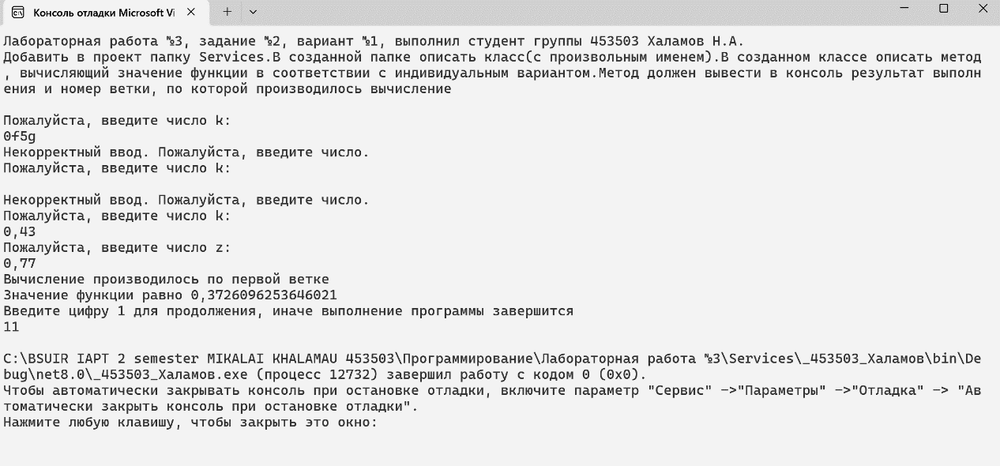 Консоль отладки Microsoft Vi
Лабораторная работа №3, задание №2, вариант №1, выполнил студент группы 453503 Халамов Н.А.
Добавить в проект папку Services.В созданной папке описать класс(с произвольным именем).В созданном классе описать метод
, вычисляющий значение функции в соответствии с индивидуальным вариантом.Метод должен вывести в консоль результат выполн
ения и номер ветки, по которой производилось вычисление
Пожалуйста, введите число k:
0f5g
Некорректный ввод. Пожалуйста, введите число.
Пожалуйста, введите число k:
Некорректный ввод. Пожалуйста, введите число.
Пожалуйста, введите число k:
0,43
Пожалуйста, введите число z:
0,77
Вычисление производилось по первой ветке
Значение функции равно 0,3726096253646021
Введите цифру 1 для продолжения, иначе выполнение программы завершится
11
C:\BSUIR IAPT 2 semester MIKALAI KHALAMAU 453503\Программирование\Лабораторная работа №3\Services\_453503_Халамов\bin\De
bug\net8.0\_453503_Халамов.exe (процесс 12732) завершил работу с кодом 0 (0x0).
Чтобы автоматически закрывать консоль при остановке отладки, включите параметр "Сервис" ->"Параметры" ->"Отладка" -> "Ав
томатически закрыть консоль при остановке отладки".
Нажмите любую клавишу, чтобы закрыть это окно: